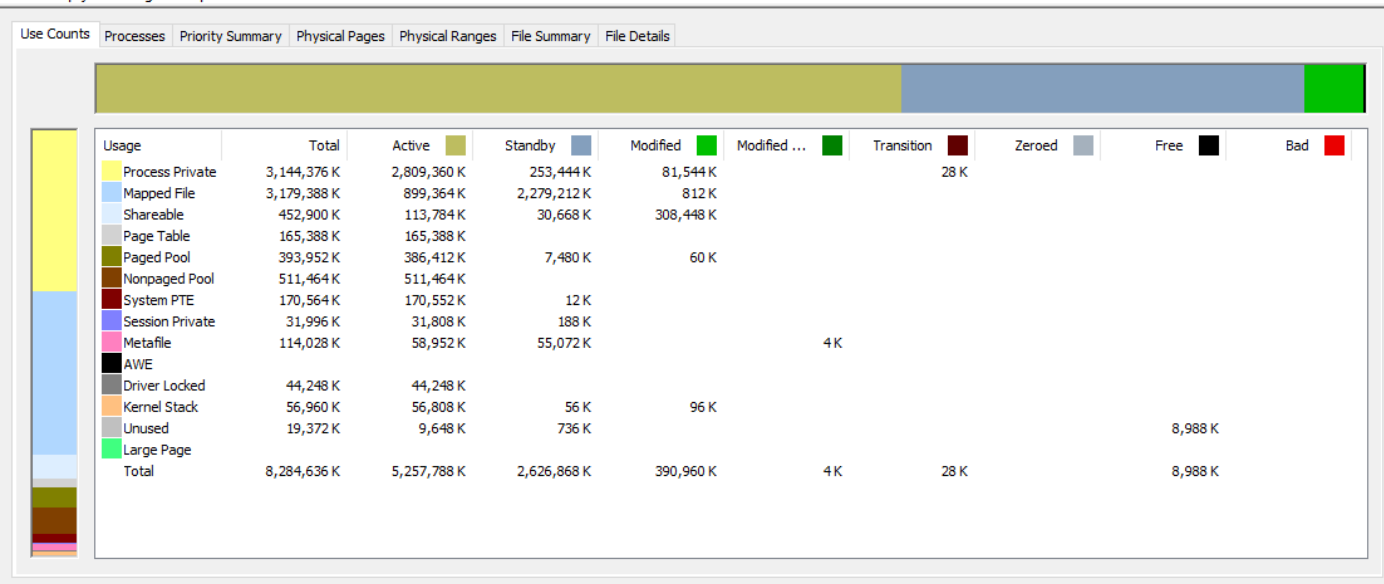 Use Counts Processes Priority Summary Physical Pages Physical Ranges File Summary File Details
Usage Total Active Standby Modified Modified ... Transition Zeroed Free Bad
Process Private 3,144,376 K 2,809,360 K 253,444 K 81,544 K 28 K
Mapped File 3,179,388 K 899,364 K 2,279,212 K 812 K
Shareable 452,900 K 113,784 K 30,668 K 308,448 K
Page Table 165,388 K 165,388 K
Paged Pool 393,952 K 386,412 K 7,480 K 60 K
Nonpaged Pool 511,464 K 511,464 K
System PTE 170,564 K 170,552 K 12 K
Session Private 31,996 K 31,808 K 188 K
Metafile 114,028 K 58,952 K 55,072 K 4 K
AWE
Driver Locked 44,248 K 44,248 K
Kernel Stack 56,960 K 56,808 K 56 K 96 K
Unused 19,372 K 9,648 K 736 K 8,988 K
Large Page
Total 8,284,636 K 5,257,788 K 2,626,868 K 390,960 K 4 K 28 K 8,988 K